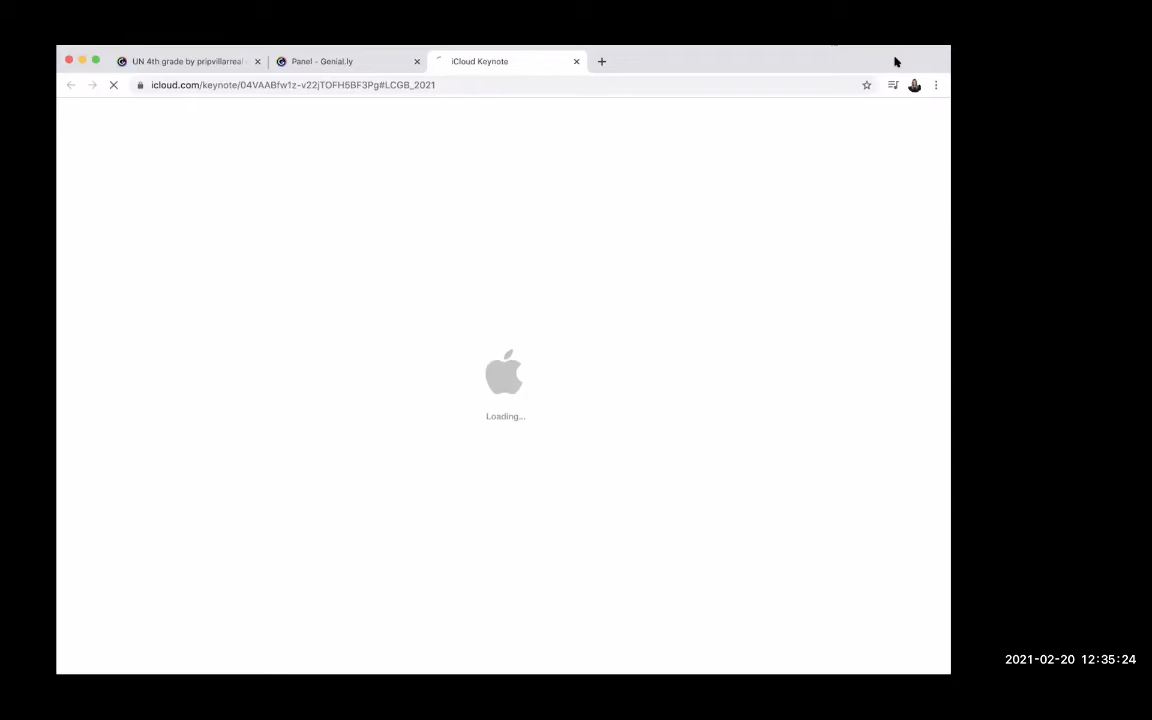 UN 4th grade by pripvillarreal
Panel - Genial.ly
iCloud Keynote
icloud.com/keynote/04VAABfw1z-v22jTOFH5BF3Pg#LCGB_2021
Loading...
2021-02-20 12:35:24